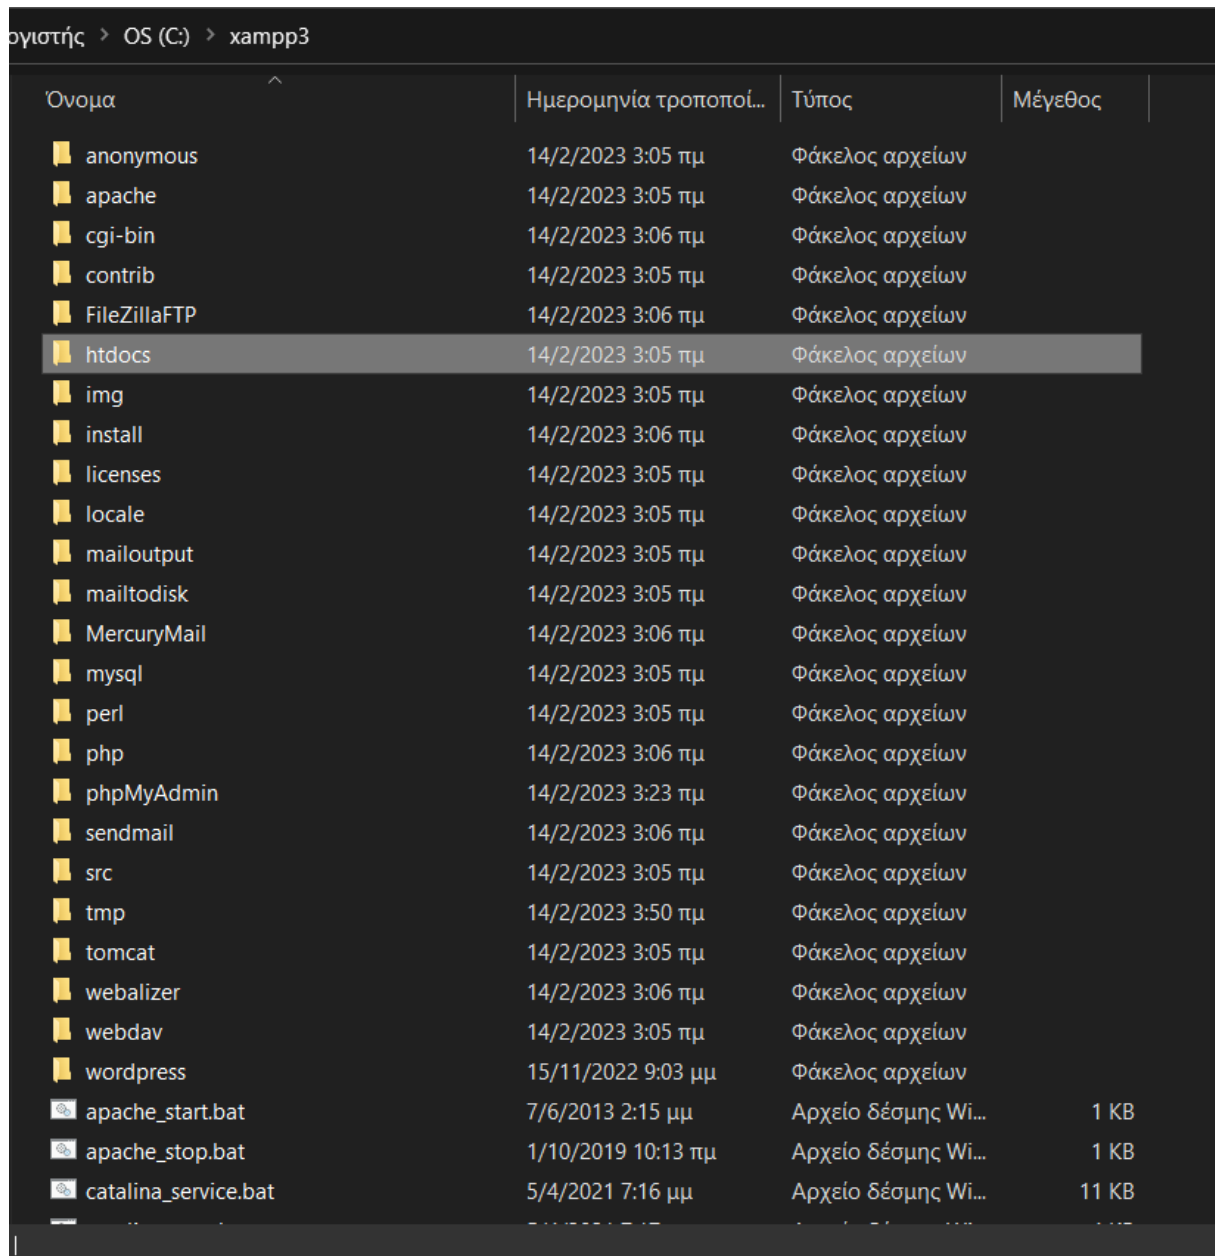 ογιστής > OS (C:) > xampp3
Όνομα Ημερομηνία τροποποί... Τύπος Μέγεθος
anonymous 14/2/2023 3:05 πμ Φάκελος αρχείων
apache 14/2/2023 3:05 πμ Φάκελος αρχείων
cgi-bin 14/2/2023 3:06 πμ Φάκελος αρχείων
contrib 14/2/2023 3:05 πμ Φάκελος αρχείων
FileZillaFTP 14/2/2023 3:06 πμ Φάκελος αρχείων
htdocs 14/2/2023 3:05 πμ Φάκελος αρχείων
img 14/2/2023 3:05 πμ Φάκελος αρχείων
install 14/2/2023 3:06 πμ Φάκελος αρχείων
licenses 14/2/2023 3:05 πμ Φάκελος αρχείων
locale 14/2/2023 3:05 πμ Φάκελος αρχείων
mailoutput 14/2/2023 3:05 πμ Φάκελος αρχείων
mailtodisk 14/2/2023 3:05 πμ Φάκελος αρχείων
MercuryMail 14/2/2023 3:06 πμ Φάκελος αρχείων
mysql 14/2/2023 3:05 πμ Φάκελος αρχείων
perl 14/2/2023 3:05 πμ Φάκελος αρχείων
php 14/2/2023 3:06 πμ Φάκελος αρχείων
phpMyAdmin 14/2/2023 3:23 πμ Φάκελος αρχείων
sendmail 14/2/2023 3:06 πμ Φάκελος αρχείων
src 14/2/2023 3:05 πμ Φάκελος αρχείων
tmp 14/2/2023 3:50 πμ Φάκελος αρχείων
tomcat 14/2/2023 3:05 πμ Φάκελος αρχείων
webalizer 14/2/2023 3:06 πμ Φάκελος αρχείων
webdav 14/2/2023 3:05 πμ Φάκελος αρχείων
wordpress 15/11/2022 9:03 μμ Φάκελος αρχείων
apache_start.bat 7/6/2013 2:15 μμ Αρχείο δέσμης Wi... 1 KB
apache_stop.bat 1/10/2019 10:13 πμ Αρχείο δέσμης Wi... 1 KB
catalina_service.bat 5/4/2021 7:16 μμ Αρχείο δέσμης Wi... 11 KB